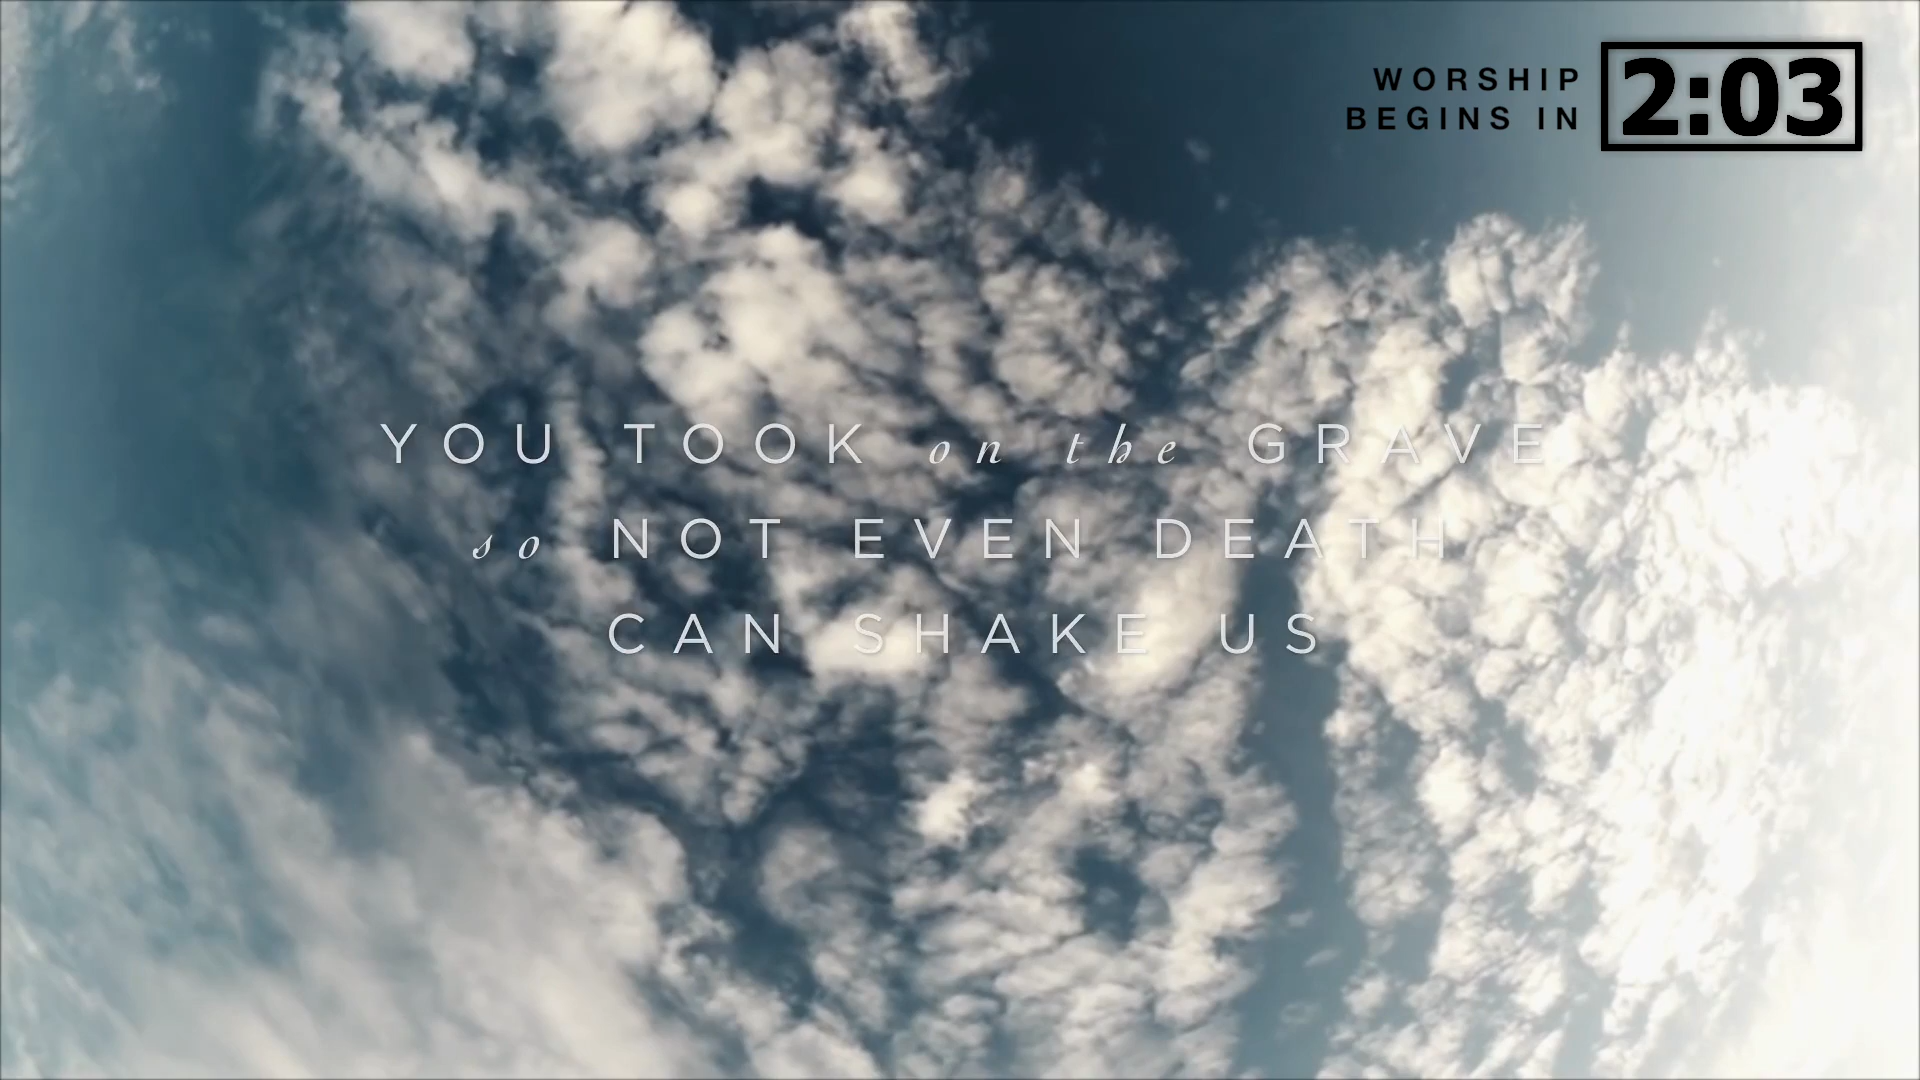 WORSHIP
BEGINS IN
2:03
YOU TOOK on the GRAVE
so NOT EVEN DEATH
CAN SHAKE US